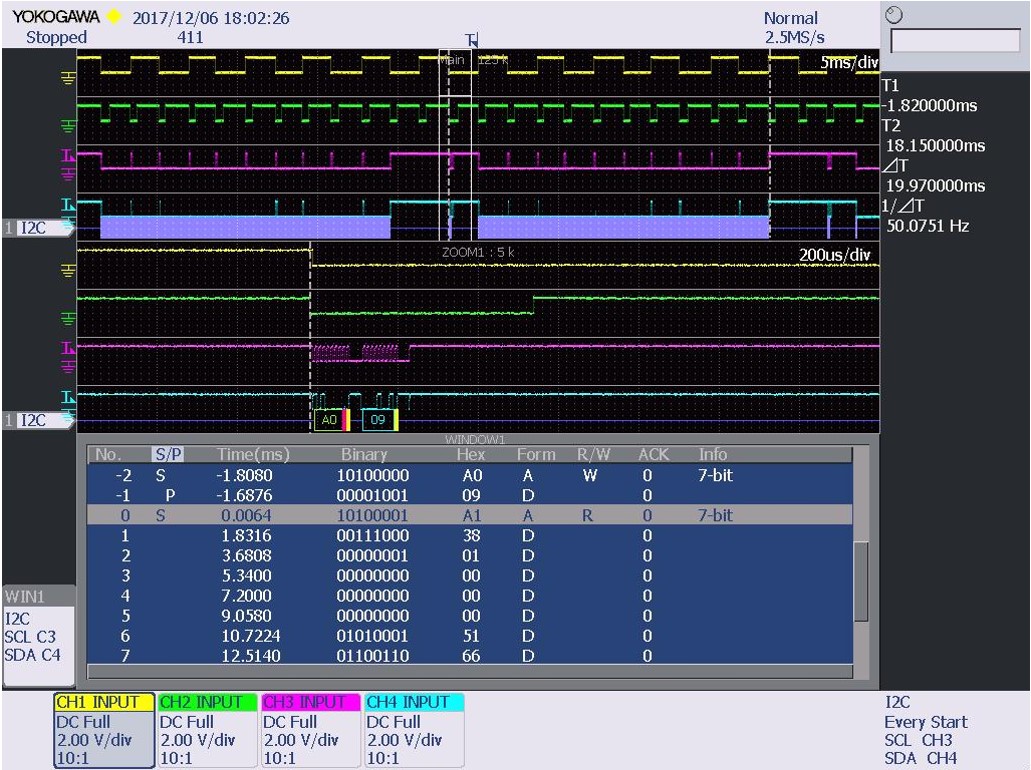 YOKOGAWA 2017/12/06 18:02:26 Normal
Stopped 411 2.5MS/s
T
Main : 125 k 5ms/div
T1
-1.820000ms
T2
18.150000ms
⊿T
19.970000ms
1/⊿T
50.0751 Hz
1 I2C
ZOOM1 : 5 k 200us/div
A0 09
1 I2C
WINDOW1
No. S/P Time(ms) Binary Hex Form R/W ACK Info
-2 S -1.8080 10100000 A0 A W 0 7-bit
-1 P -1.6876 00001001 09 D 0
0 S 0.0064 10100001 A1 A R 0 7-bit
1 1.8316 00111000 38 D 0
2 3.6808 00000001 01 D 0
3 5.3400 00000000 00 D 0
4 7.2000 00000000 00 D 0
5 9.0580 00000000 00 D 0
6 10.7224 01010001 51 D 0
7 12.5140 01100110 66 D 0
WIN1
I2C
SCL C3
SDA C4
CH1 INPUT CH2 INPUT CH3 INPUT CH4 INPUT
DC Full DC Full DC Full DC Full
2.00 V/div 2.00 V/div 2.00 V/div 2.00 V/div
10:1 10:1 10:1 10:1
I2C
Every Start
SCL CH3
SDA CH4